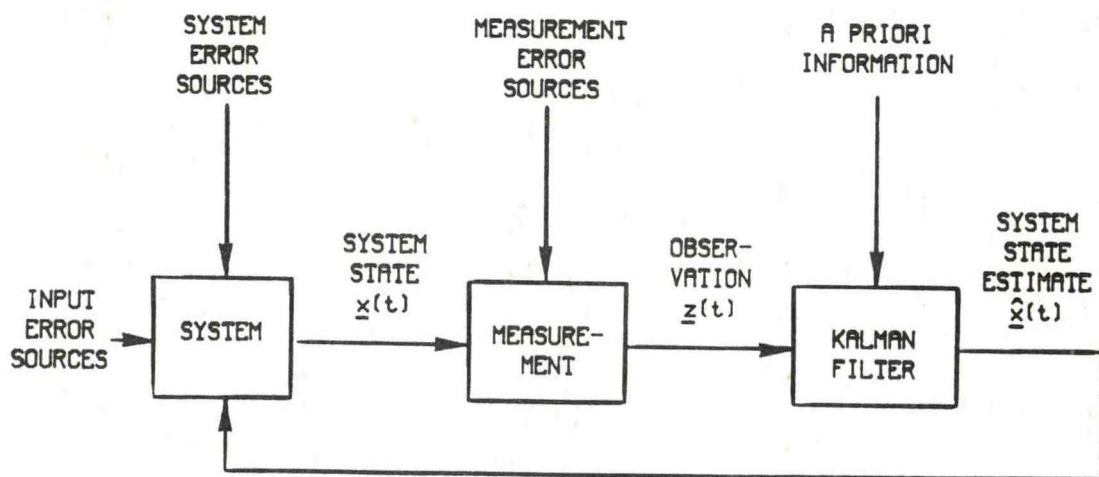 SYSTEM
ERROR
SOURCES
MEASUREMENT
ERROR
SOURCES
A PRIORI
INFORMATION
INPUT
ERROR
SOURCES
SYSTEM
SYSTEM
STATE
x(t)
MEASURE-
MENT
OBSER-
VATION
z(t)
KALMAN
FILTER
SYSTEM
STATE
ESTIMATE
x̂(t)